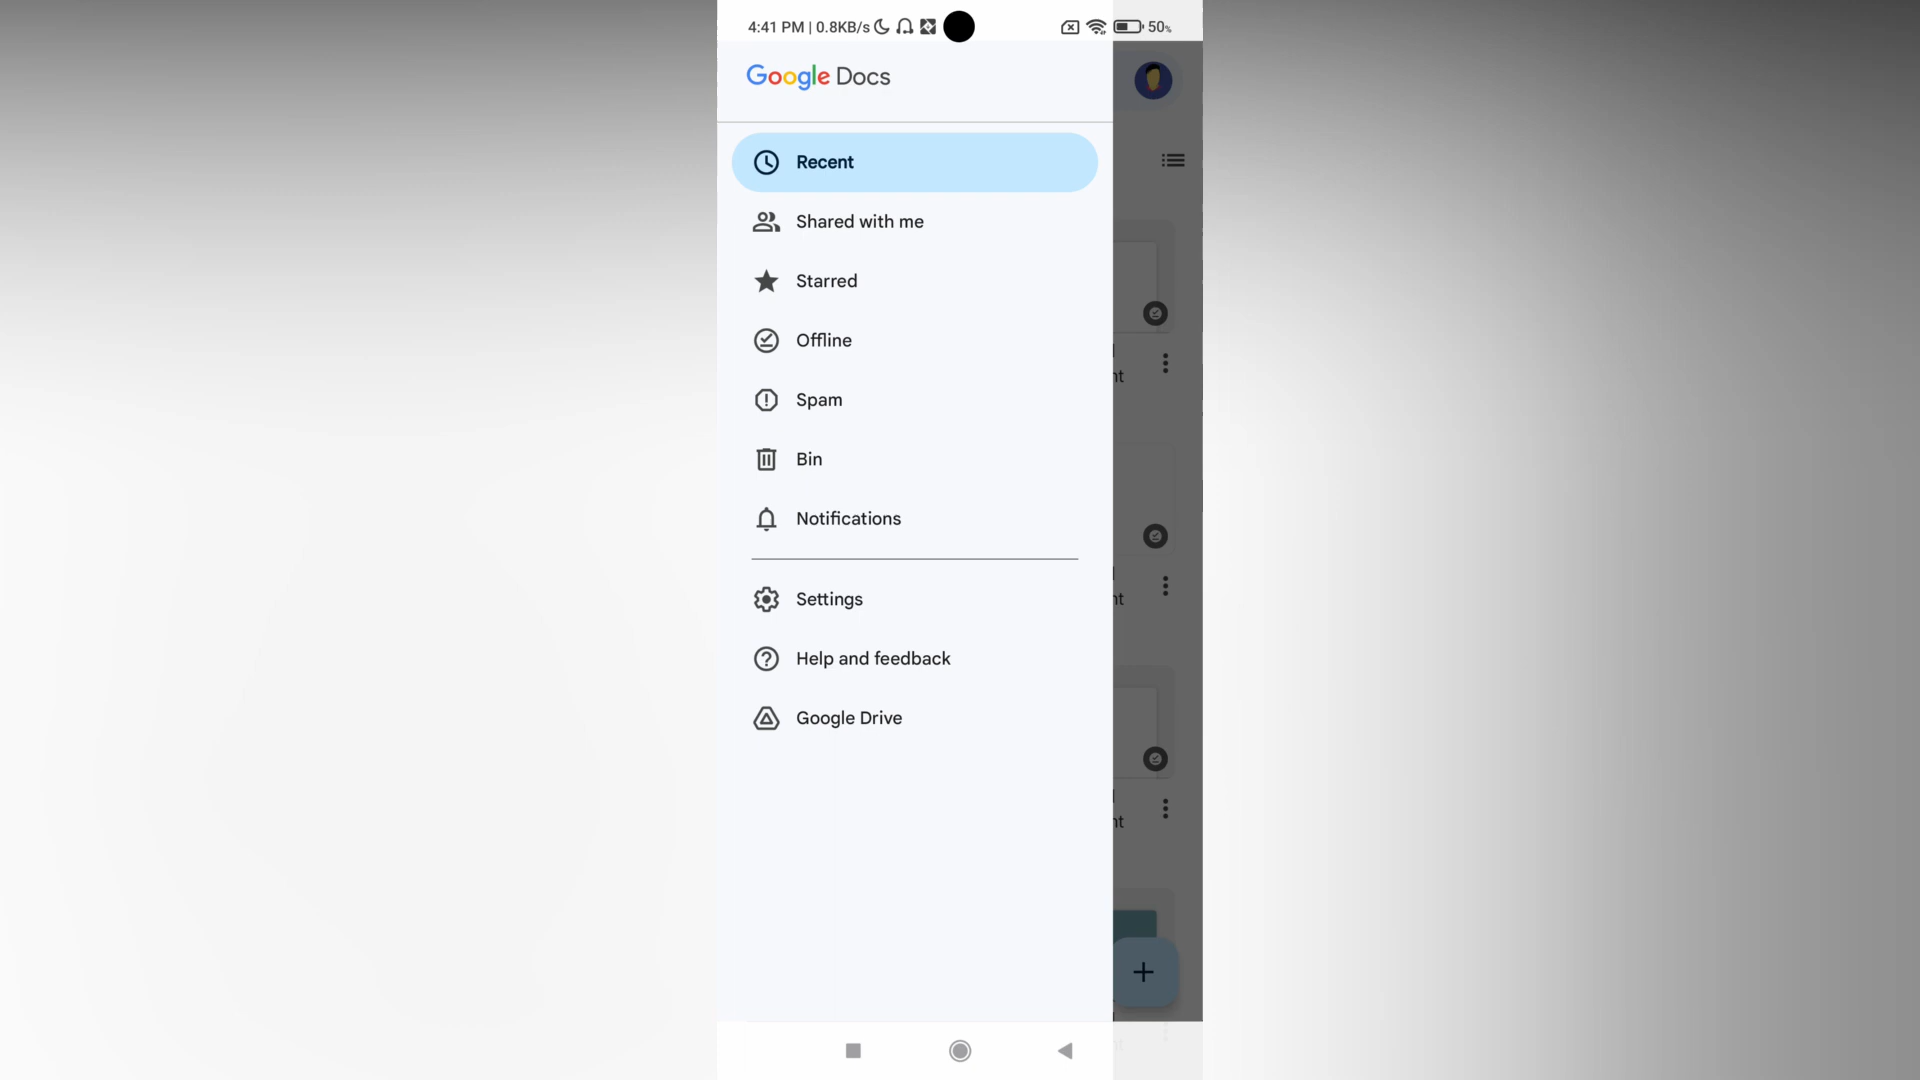 4:41 PM | 0.8KB/s
50%
Google Docs
Recent
Shared with me
Starred
Offline
Spam
Bin
Notifications
Settings
Help and feedback
Google Drive